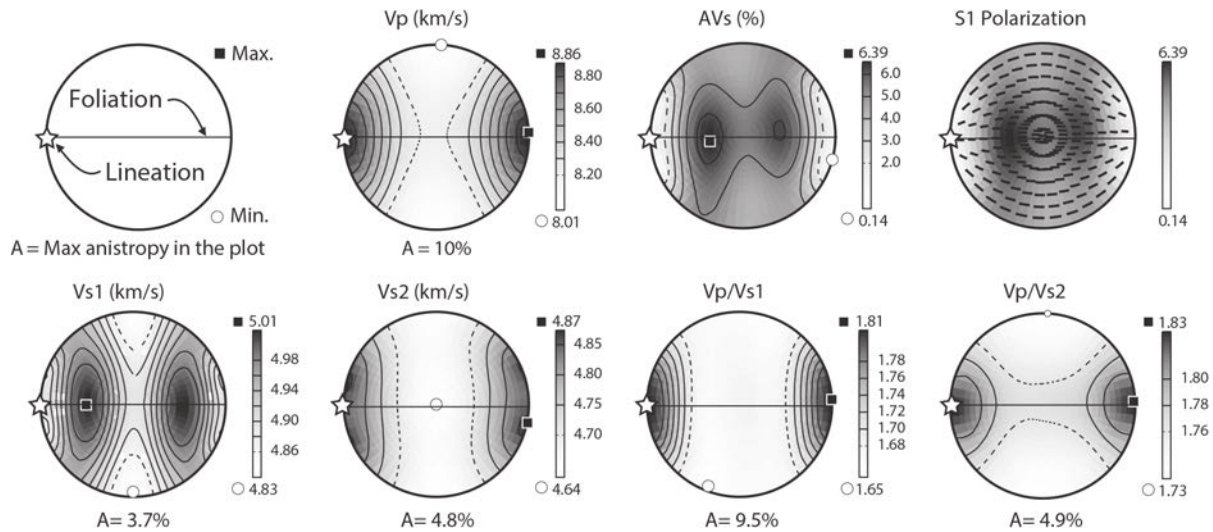 Max.
Foliation
Lineation
Min.
A = Max anistropy in the plot
Vp (km/s)
8.86
8.80
8.60
8.40
8.20
8.01
A = 10%
AVs (%)
6.39
6.0
5.0
4.0
3.0
2.0
0.14
S1 Polarization
6.39
0.14
Vs1 (km/s)
5.01
4.98
4.94
4.90
4.86
4.83
A= 3.7%
Vs2 (km/s)
4.87
4.85
4.80
4.75
4.70
4.64
A= 4.8%
Vp/Vs1
1.81
1.78
1.76
1.74
1.72
1.70
1.68
1.65
A= 9.5%
Vp/Vs2
1.83
1.80
1.78
1.76
1.73
A= 4.9%